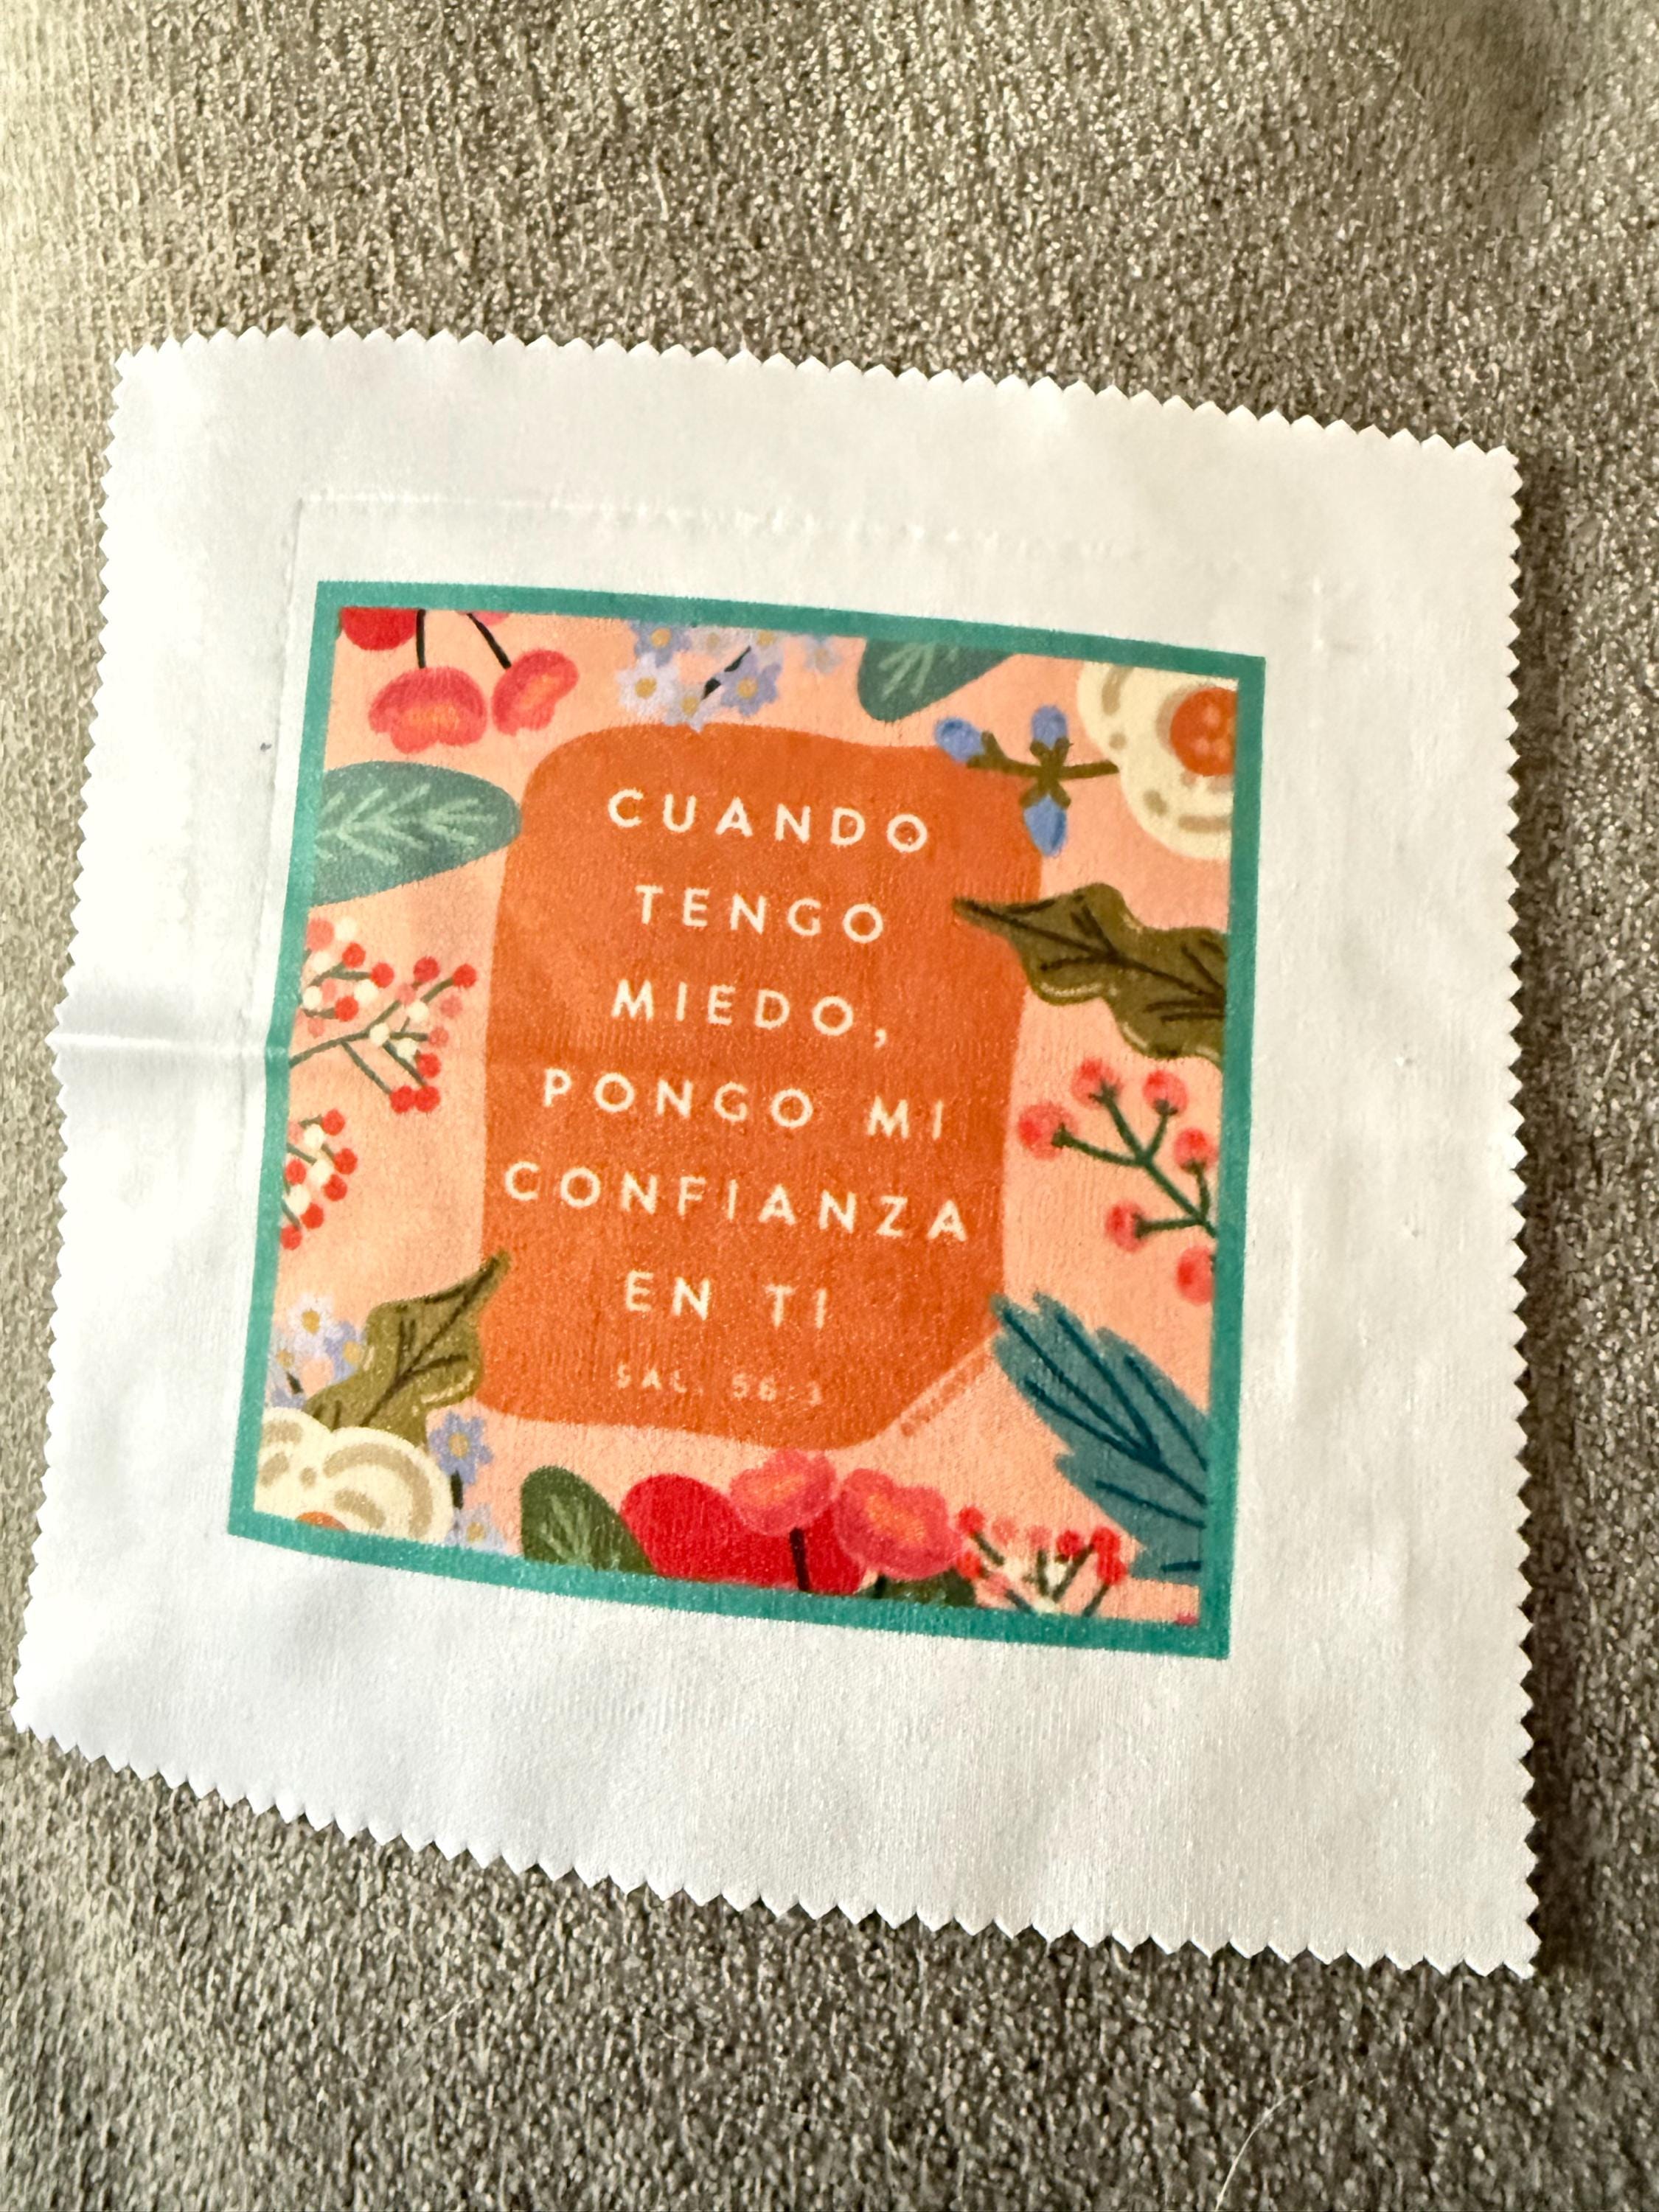 CUANDO
TENGO
MIEDO,
PONGO MI
CONFIANZA
EN TI
SAL. 56:3